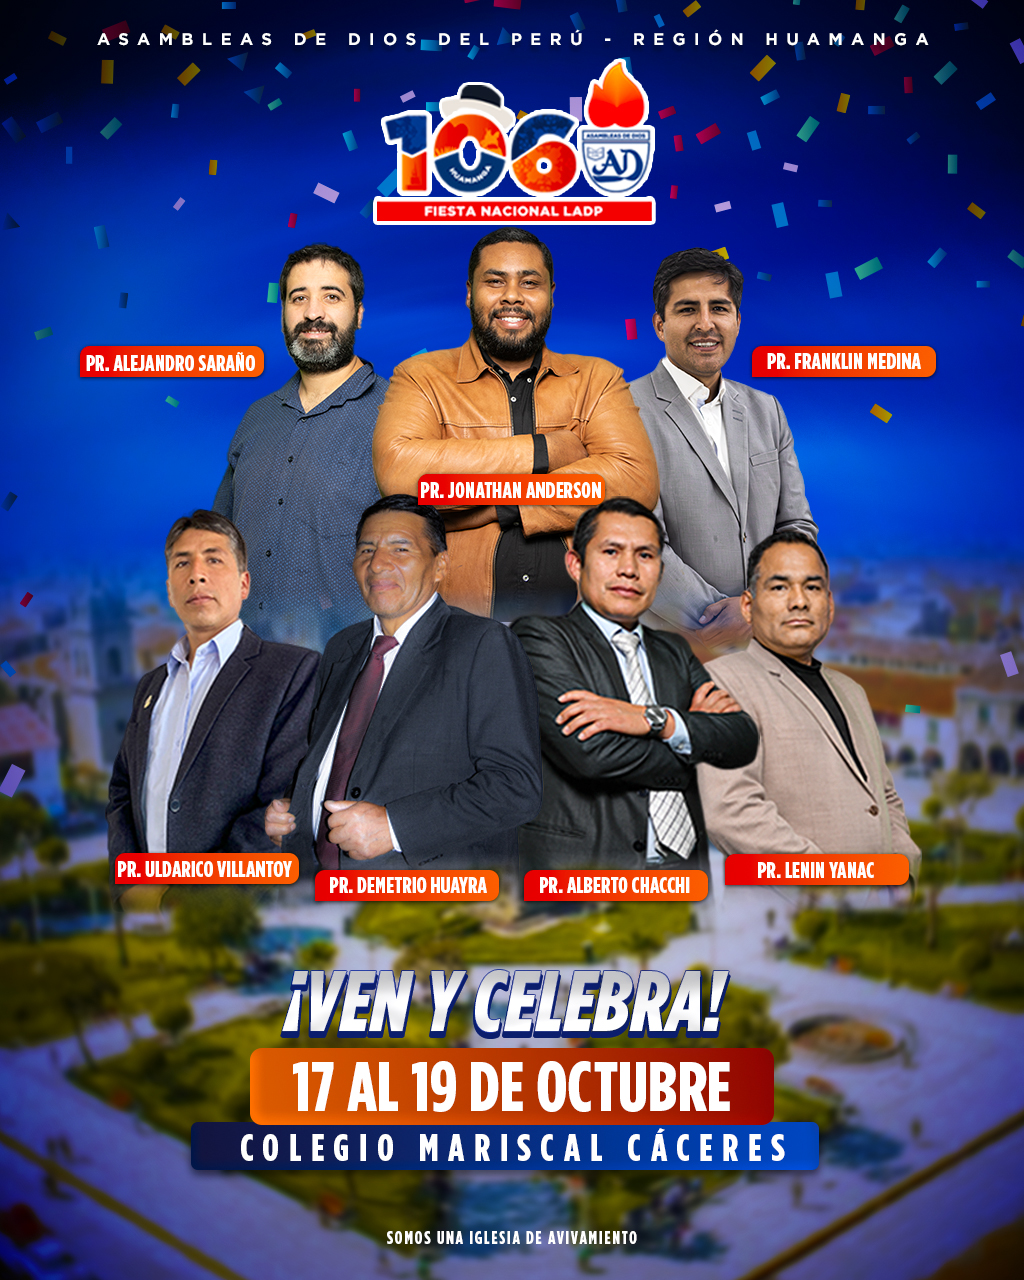 ASAMBLEAS DE DIOS DEL PERÚ - REGIÓN HUAMANGA
106
HUAMANGA
ASAMBLEAS DE DIOS
AD
FIESTA NACIONAL LADP
PR. ALEJANDRO SARAÑO
PR. FRANKLIN MEDINA
PR. JONATHAN ANDERSON
PR. ULDARICO VILLANTOY
PR. DEMETRIO HUAYRA
PR. ALBERTO CHACCHI
PR. LENIN YANAC
¡VEN Y CELEBRA!
17 AL 19 DE OCTUBRE
COLEGIO MARISCAL CÁCERES
SOMOS UNA IGLESIA DE AVIVAMIENTO